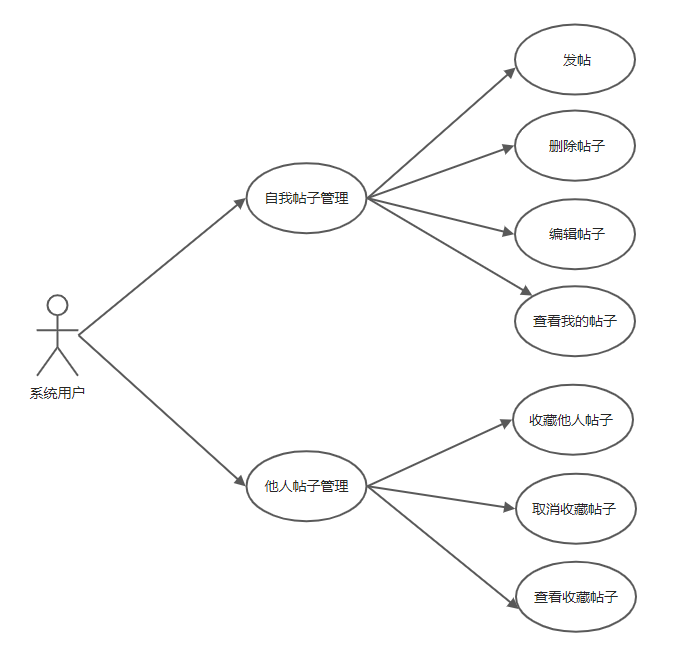 发帖
删除帖子
自我帖子管理
编辑帖子
查看我的帖子
系统用户
收藏他人帖子
他人帖子管理
取消收藏帖子
查看收藏帖子